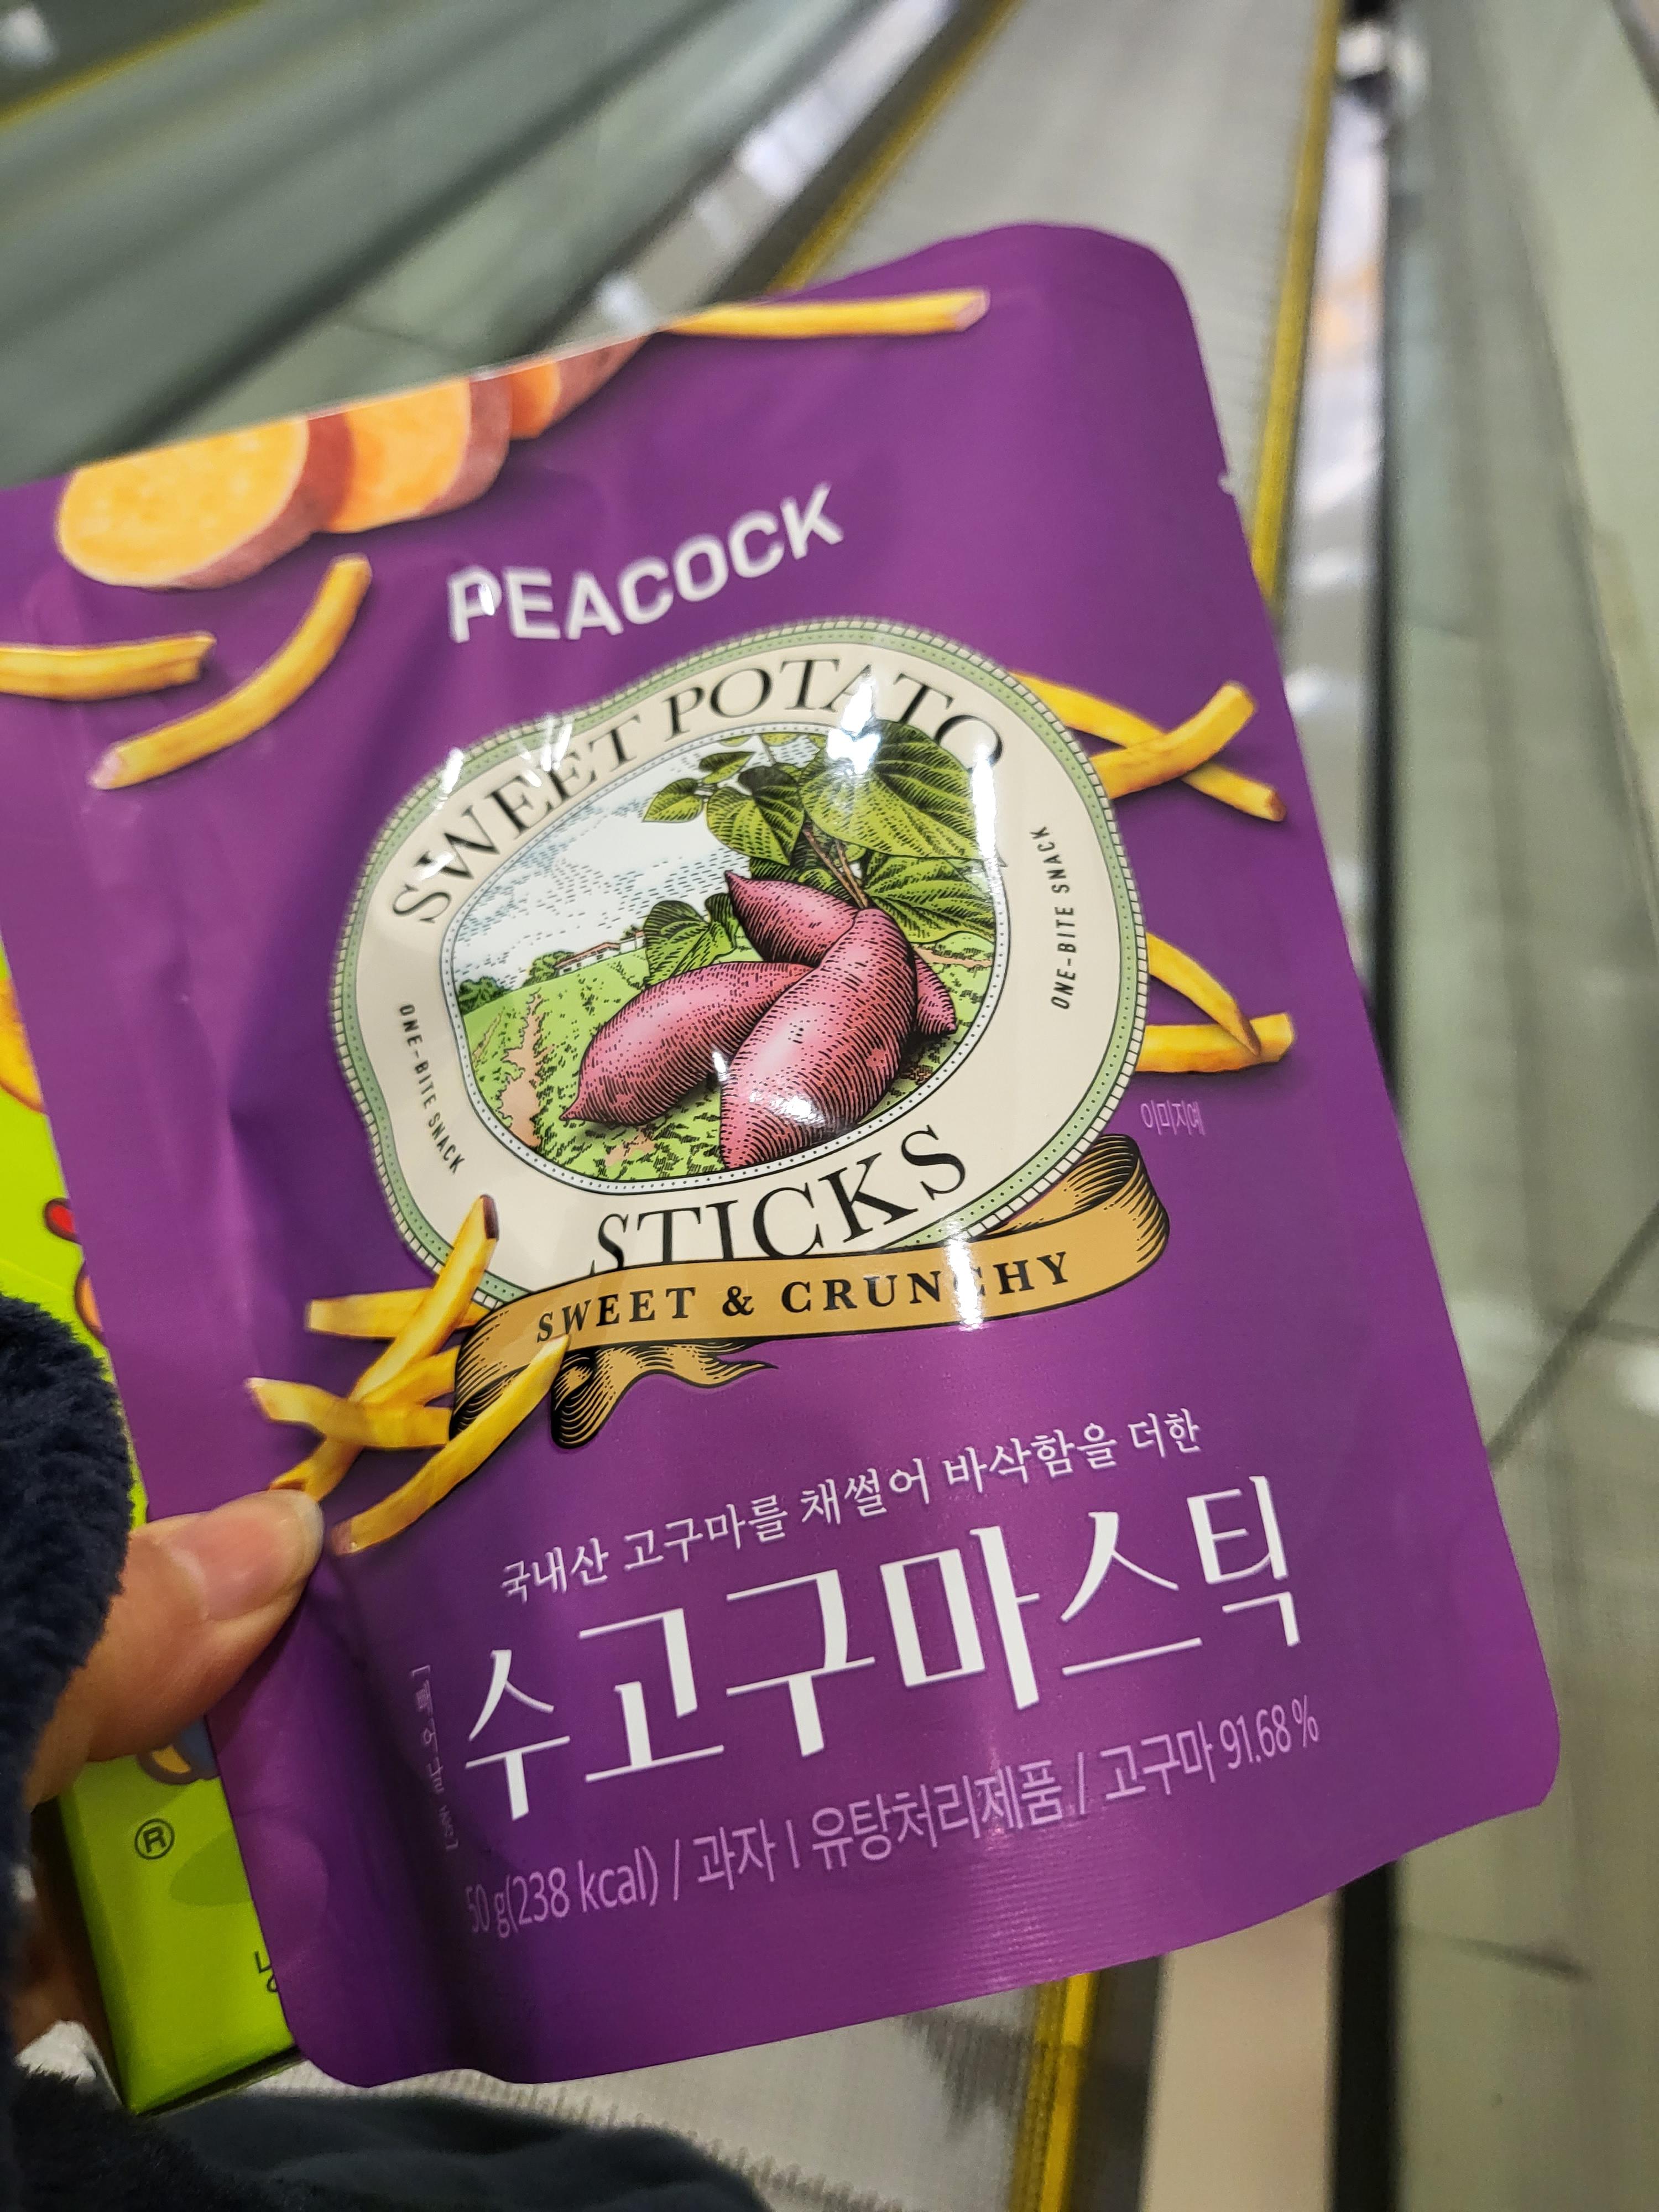 PEACOCK
SWEET POTATO
ONE-BITE SNACK
ONE-BITE SNACK
STICKS
SWEET & CRUNCHY
이미지예
국내산 고구마를 채썰어 바삭함을 더한
수고구마스틱
50 g(238 kcal) / 과자 | 유탕처리제품 / 고구마 91.68 %
®